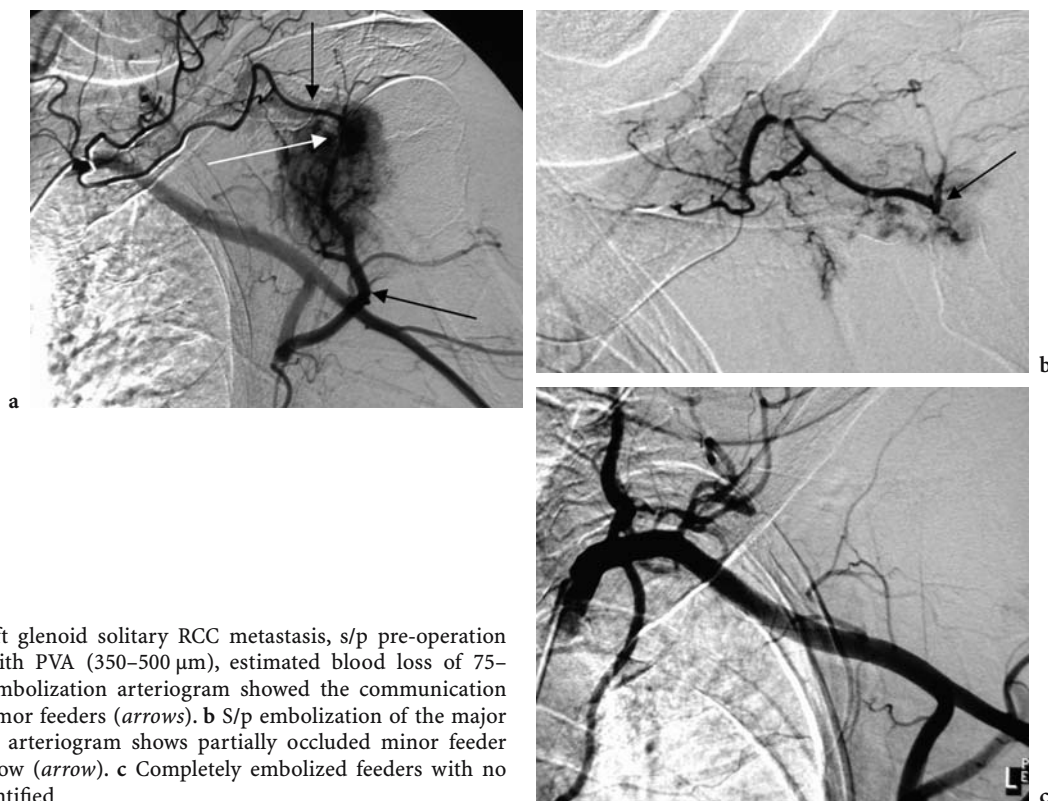 a
b
ft glenoid solitary RCC metastasis, s/p pre-operation
ith PVA (350–500 μm), estimated blood loss of 75–
mbolization arteriogram showed the communication
mor feeders (arrows). b S/p embolization of the major
arteriogram shows partially occluded minor feeder
ow (arrow). c Completely embolized feeders with no
ntified
L
P
E
c